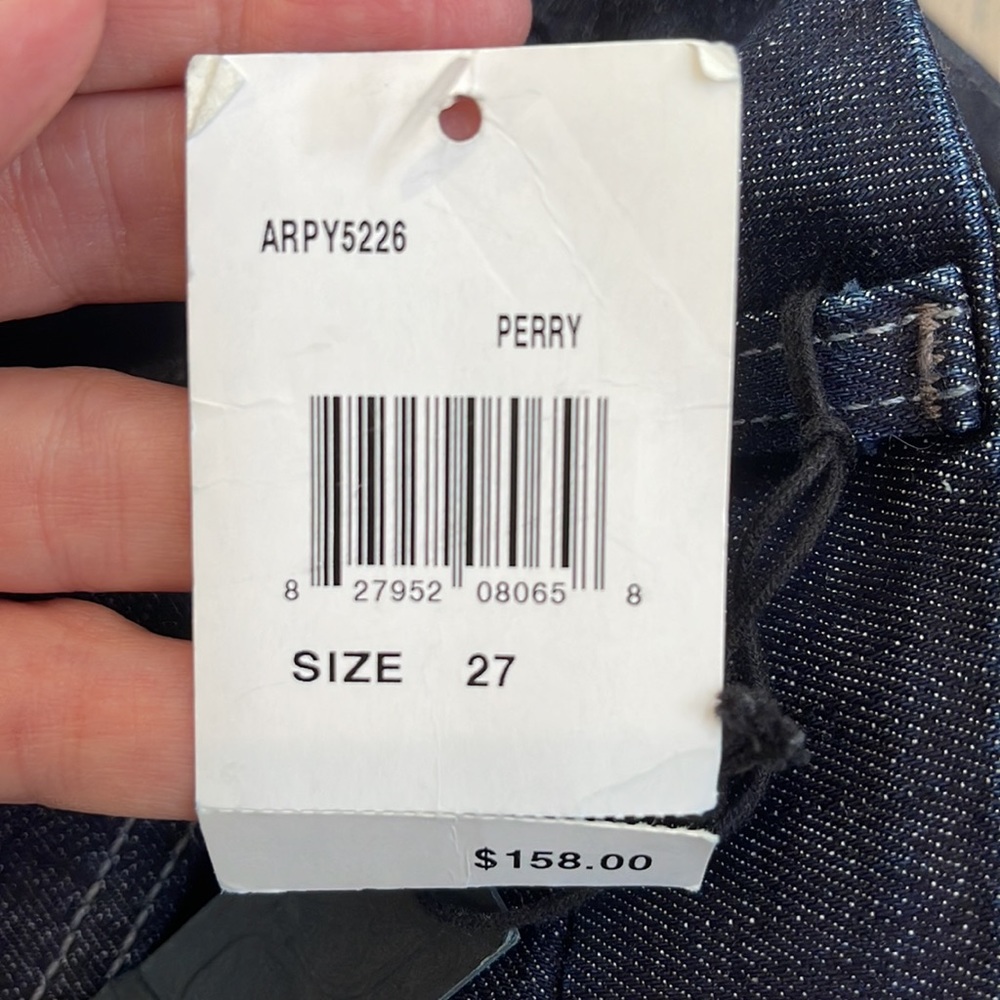 ARPY5226
PERRY
8 27952 08065 8
SIZE 27
$158.00